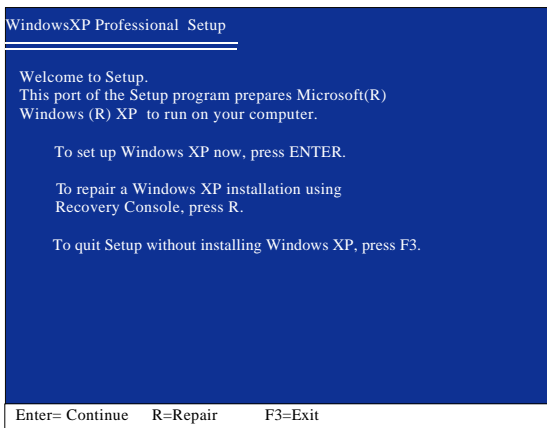 WindowsXP Professional Setup
Welcome to Setup.
This port of the Setup program prepares Microsoft(R)
Windows (R) XP to run on your computer.
To set up Windows XP now, press ENTER.
To repair a Windows XP installation using
Recovery Console, press R.
To quit Setup without installing Windows XP, press F3.
Enter= Continue R=Repair F3=Exit